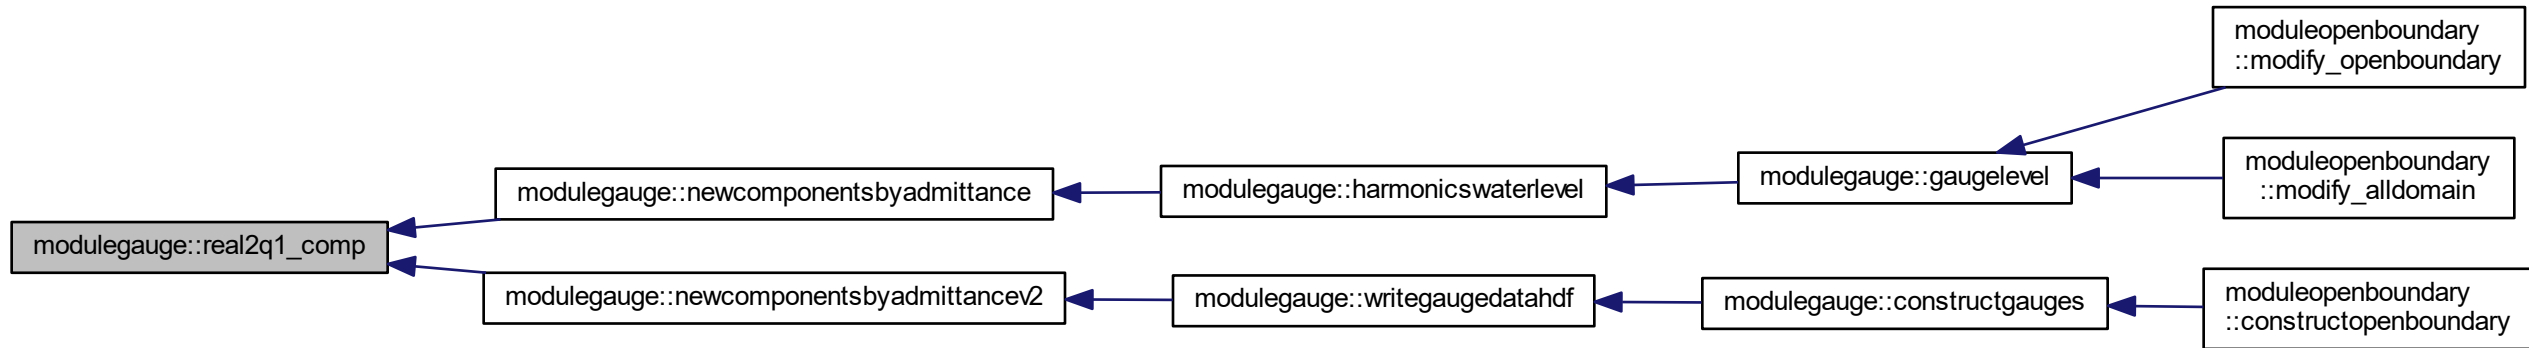 moduleopenboundary
::modify_openboundary
modulegauge::newcomponentsbyadmittance
modulegauge::harmonicswaterlevel
modulegauge::gaugelevel
moduleopenboundary
::modify_alldomain
modulegauge::real2q1_comp
modulegauge::newcomponentsbyadmittancev2
modulegauge::writegaugedatahdf
modulegauge::constructgauges
moduleopenboundary
::constructopenboundary